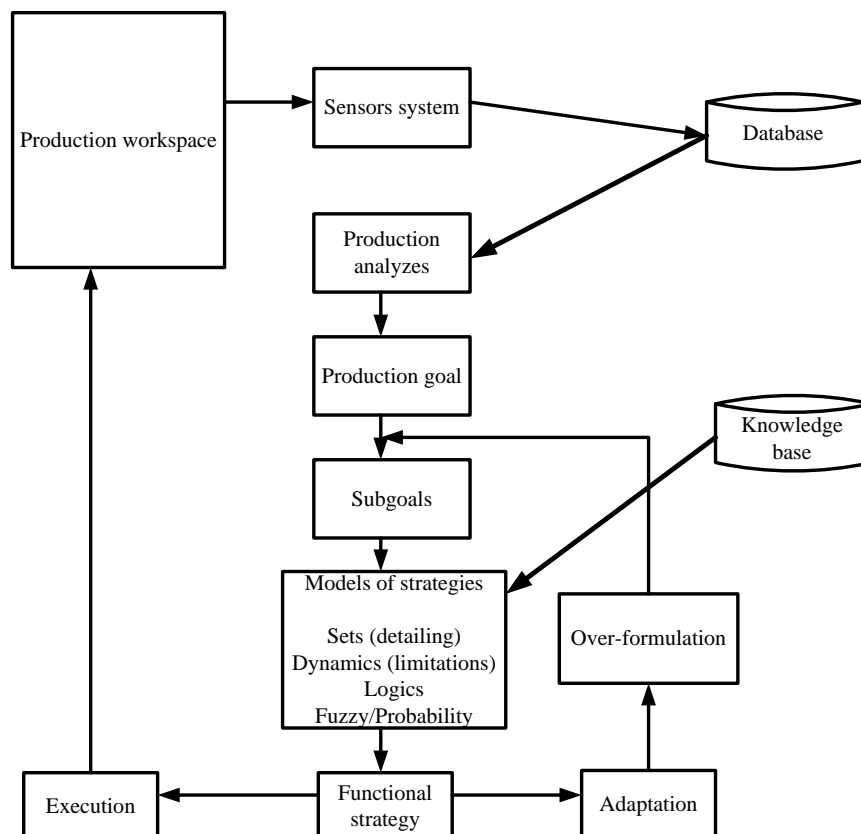 Production workspace
Sensors system
Database
Production
analyzes
Production goal
Knowledge
base
Subgoals
Models of strategies
Sets (detailing)
Dynamics (limitations)
Logics
Fuzzy/Probability
Over-formulation
Execution
Functional
strategy
Adaptation